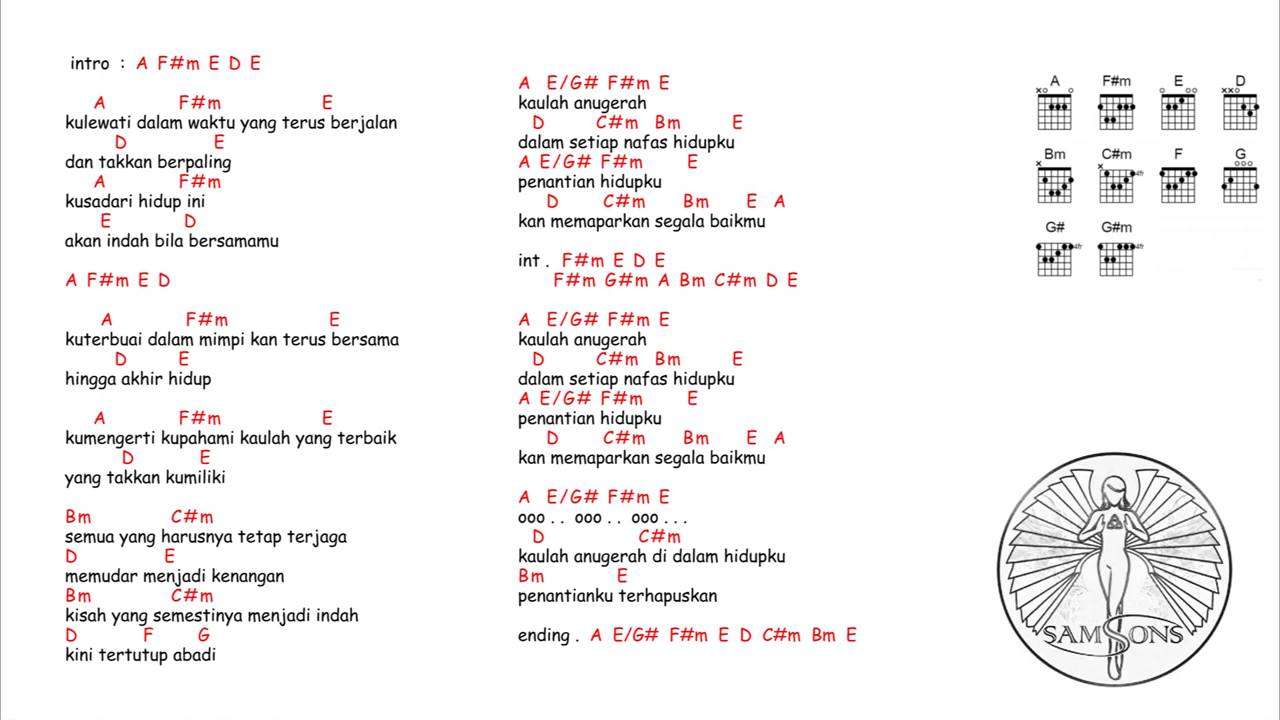 intro : A F#m E D E
A F#m E
kulewati dalam waktu yang terus berjalan
D E
dan takkan berpaling
A F#m
kusadari hidup ini
E D
akan indah bila bersamamu
A F#m E D
A F#m E
kuterbuai dalam mimpi kan terus bersama
D E
hingga akhir hidup
A F#m E
kumengerti kupahami kaulah yang terbaik
D E
yang takkan kumiliki
Bm C#m
semua yang harusnya tetap terjaga
D E
memudar menjadi kenangan
Bm C#m
kisah yang semestinya menjadi indah
D F G
kini tertutup abadi
A E/G# F#m E
kaulah anugerah
D C#m Bm E
dalam setiap nafas hidupku
A E/G# F#m E
penantian hidupku
D C#m Bm E A
kan memaparkan segala baikmu
int . F#m E D E
F#m G#m A Bm C#m D E
A E/G# F#m E
kaulah anugerah
D C#m Bm E
dalam setiap nafas hidupku
A E/G# F#m E
penantian hidupku
D C#m Bm E A
kan memaparkan segala baikmu
A E/G# F#m E
ooo . . ooo . . ooo . . .
D C#m
kaulah anugerah di dalam hidupku
Bm E
penantianku terhapuskan
ending . A E/G# F#m E D C#m Bm E
A F#m E D
Bm C#m F G
4fr
G# G#m
4fr 4fr
SAMSONS